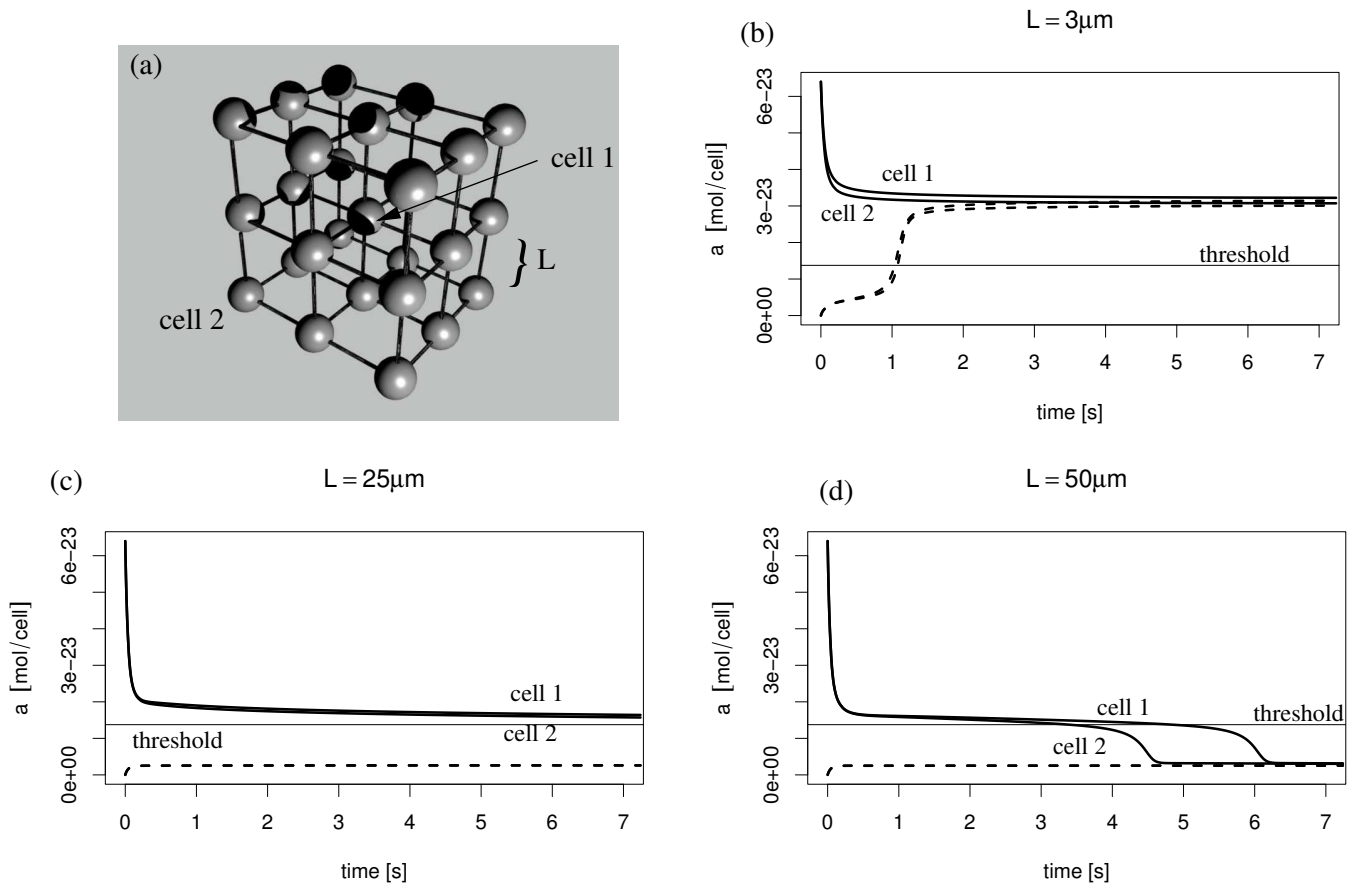 (a)
cell 1
} L
cell 2
(b)
L = 3μm
a [mol/cell]
6e−23
3e−23
0e+00
cell 1
cell 2
threshold
0 1 2 3 4 5 6 7
time [s]
(c)
L = 25μm
a [mol/cell]
6e−23
3e−23
0e+00
cell 1
cell 2
threshold
0 1 2 3 4 5 6 7
time [s]
(d)
L = 50μm
a [mol/cell]
6e−23
3e−23
0e+00
cell 1
threshold
cell 2
0 1 2 3 4 5 6 7
time [s]